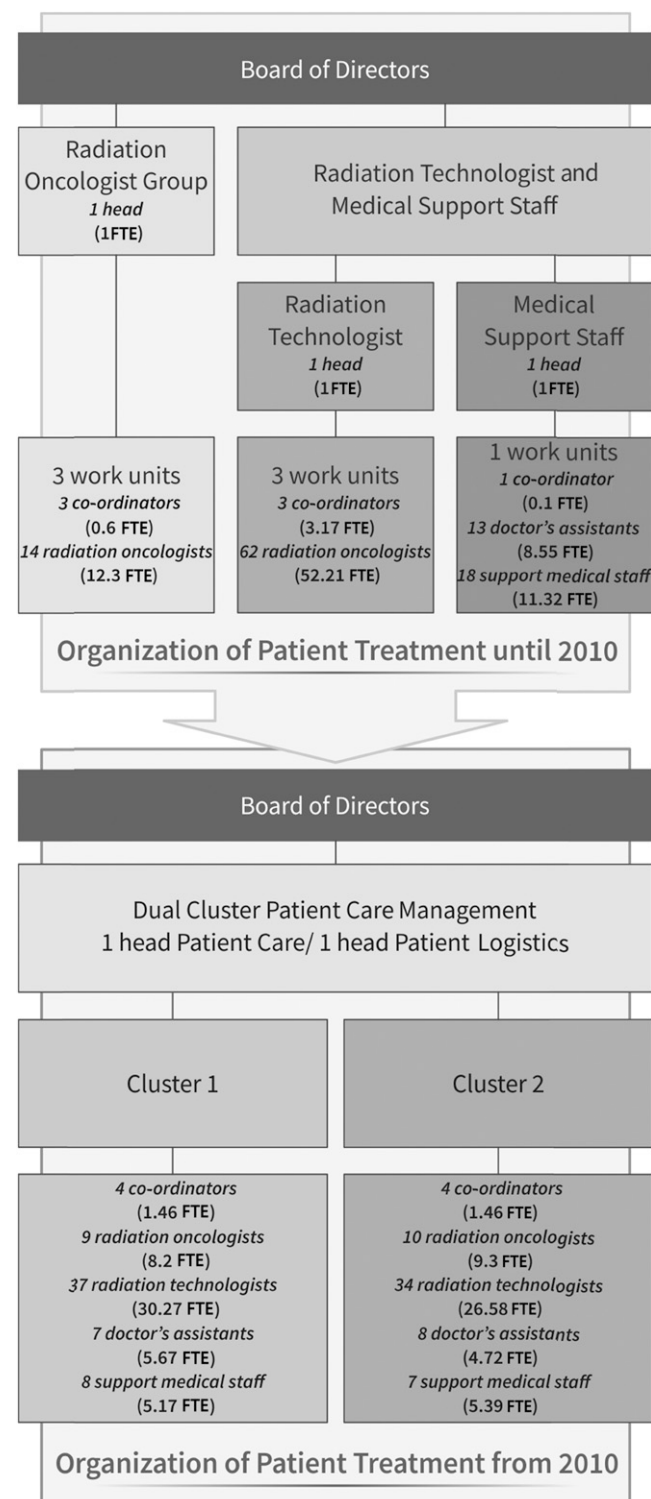 Board of Directors
Radiation
Oncologist Group
1 head
(1FTE)
Radiation Technologist and
Medical Support Staff
Radiation
Technologist
1 head
(1FTE)
Medical
Support Staff
1 head
(1FTE)
3 work units
3 co-ordinators
(0.6 FTE)
14 radiation oncologists
(12.3 FTE)
3 work units
3 co-ordinators
(3.17 FTE)
62 radiation oncologists
(52.21 FTE)
1 work units
1 co-ordinator
(0.1 FTE)
13 doctor's assistants
(8.55 FTE)
18 support medical staff
(11.32 FTE)
Organization of Patient Treatment until 2010
Board of Directors
Dual Cluster Patient Care Management
1 head Patient Care/ 1 head Patient Logistics
Cluster 1
Cluster 2
4 co-ordinators
(1.46 FTE)
9 radiation oncologists
(8.2 FTE)
37 radiation technologists
(30.27 FTE)
7 doctor's assistants
(5.67 FTE)
8 support medical staff
(5.17 FTE)
4 co-ordinators
(1.46 FTE)
10 radiation oncologists
(9.3 FTE)
34 radiation technologists
(26.58 FTE)
8 doctor's assistants
(4.72 FTE)
7 support medical staff
(5.39 FTE)
Organization of Patient Treatment from 2010